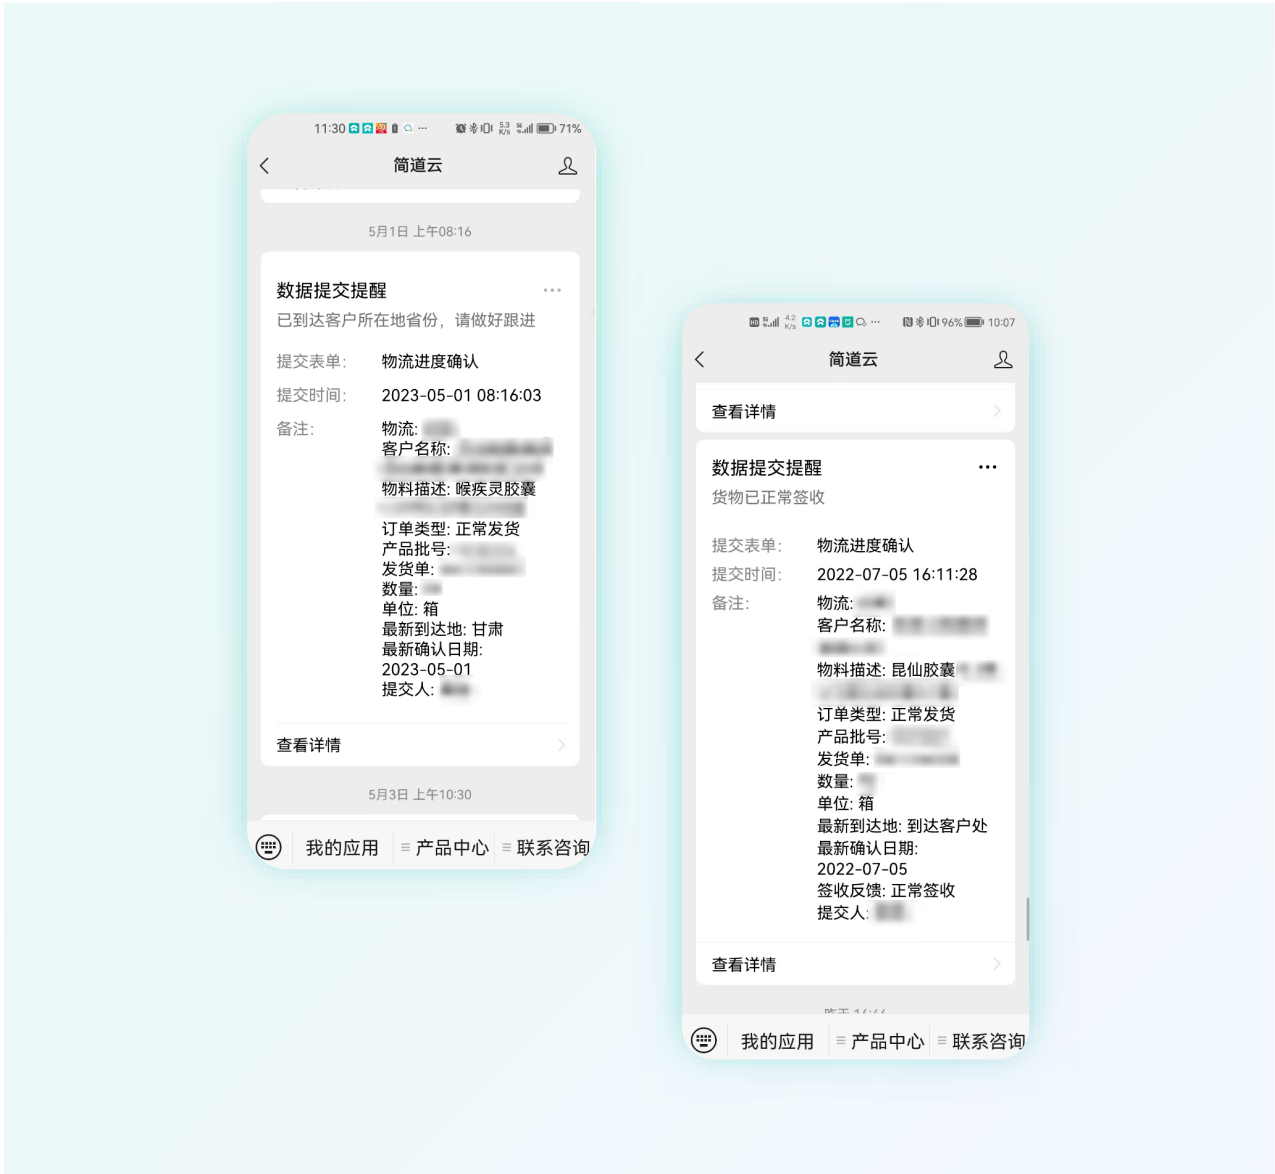 11:30
5.3 K/s
71%
简道云
5月1日 上午08:16
数据提交提醒
已到达客户所在地省份，请做好跟进
提交表单: 物流进度确认
提交时间: 2023-05-01 08:16:03
备注: 物流:
客户名称:
物料描述: 喉疾灵胶囊
订单类型: 正常发货
产品批号:
发货单:
数量:
单位: 箱
最新到达地: 甘肃
最新确认日期:
2023-05-01
提交人:
查看详情
5月3日 上午10:30
我的应用 产品中心 联系咨询
4.2 K/s
96%
10:07
简道云
查看详情
数据提交提醒
货物已正常签收
提交表单: 物流进度确认
提交时间: 2022-07-05 16:11:28
备注: 物流:
客户名称:
物料描述: 昆仙胶囊
订单类型: 正常发货
产品批号:
发货单:
数量:
单位: 箱
最新到达地: 到达客户处
最新确认日期:
2022-07-05
签收反馈: 正常签收
提交人:
查看详情
我的应用 产品中心 联系咨询